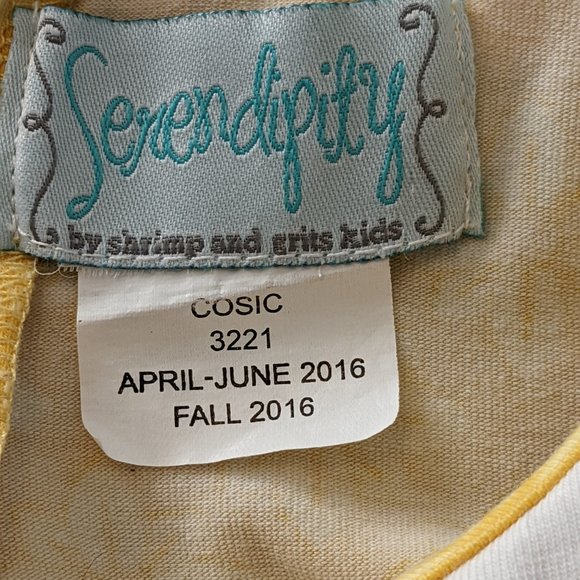 Serendipity
by shrimp and grits kids
COSIC
3221
APRIL-JUNE 2016
FALL 2016